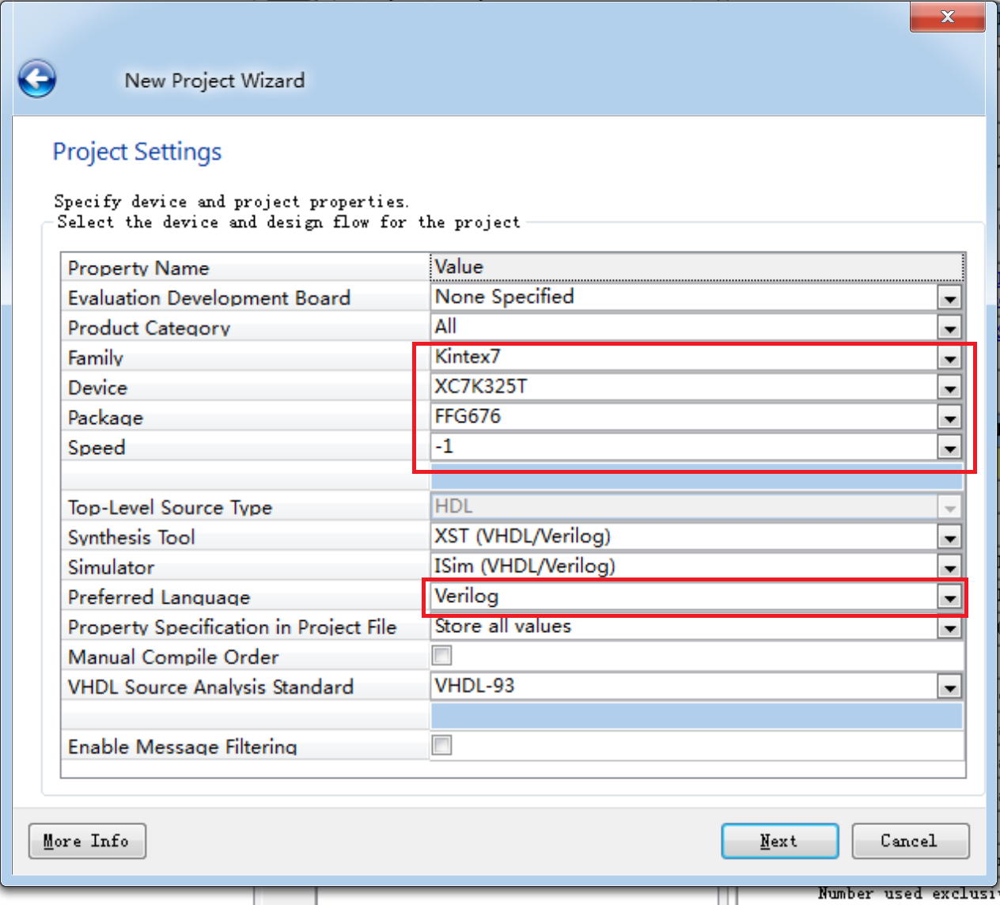 New Project Wizard
Project Settings
Specify device and project properties.
Select the device and design flow for the project
Property Name Value
Evaluation Development Board None Specified
Product Category All
Family Kintex7
Device XC7K325T
Package FFG676
Speed -1
Top-Level Source Type HDL
Synthesis Tool XST (VHDL/Verilog)
Simulator ISim (VHDL/Verilog)
Preferred Language Verilog
Property Specification in Project File Store all values
Manual Compile Order
VHDL Source Analysis Standard VHDL-93
Enable Message Filtering
More Info Next Cancel
Number used